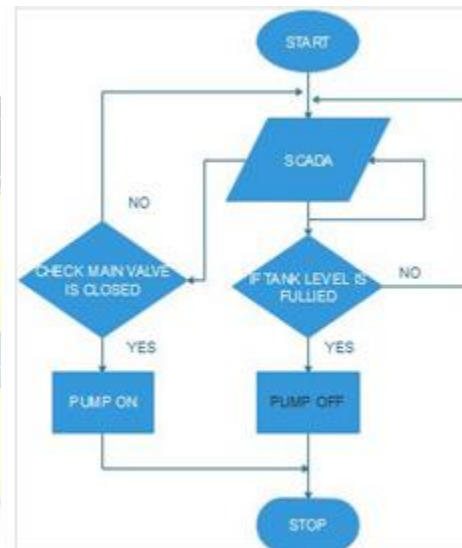 START
SCADA
NO
CHECK MAIN VALVE
IS CLOSED
IF TANK LEVEL IS
FULLIED
NO
YES
YES
PUMP ON
PUMP OFF
STOP